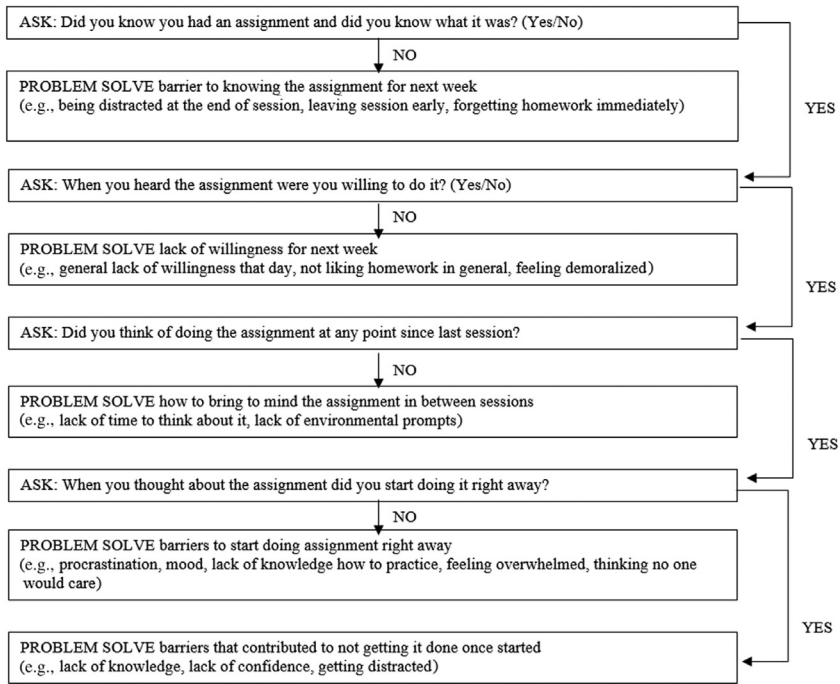 ASK: Did you know you had an assignment and did you know what it was? (Yes/No)
NO
PROBLEM SOLVE barrier to knowing the assignment for next week
(e.g., being distracted at the end of session, leaving session early, forgetting homework immediately)
YES
ASK: When you heard the assignment were you willing to do it? (Yes/No)
NO
PROBLEM SOLVE lack of willingness for next week
(e.g., general lack of willingness that day, not liking homework in general, feeling demoralized)
YES
ASK: Did you think of doing the assignment at any point since last session?
NO
PROBLEM SOLVE how to bring to mind the assignment in between sessions
(e.g., lack of time to think about it, lack of environmental prompts)
YES
ASK: When you thought about the assignment did you start doing it right away?
NO
PROBLEM SOLVE barriers to start doing assignment right away
(e.g., procrastination, mood, lack of knowledge how to practice, feeling overwhelmed, thinking no one
would care)
YES
PROBLEM SOLVE barriers that contributed to not getting it done once started
(e.g., lack of knowledge, lack of confidence, getting distracted)